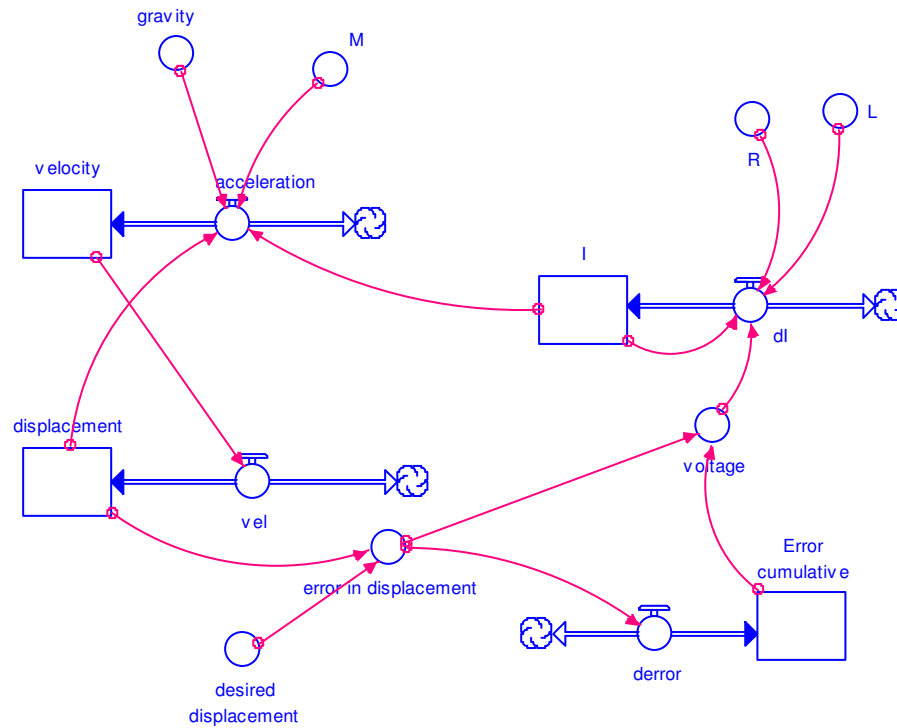 gravity
M
L
R
velocity
acceleration
I
dI
displacement
voltage
vel
Error
cumulative
error in displacement
derror
desired
displacement